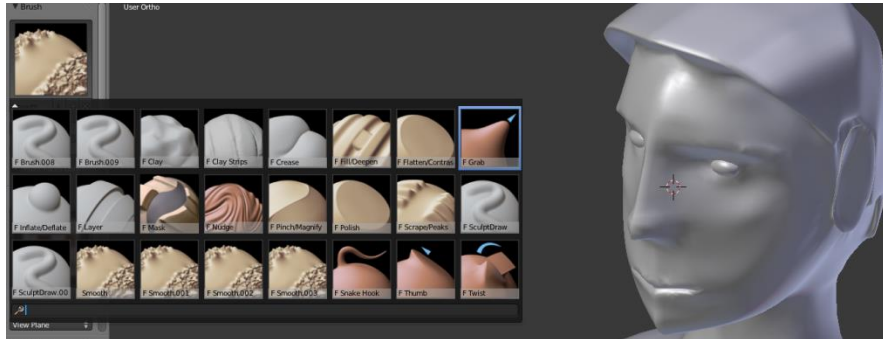 Brush
User Ortho
F Brush.008
F Brush.009
F Clay
F Clay Strips
F Crease
F Fill/Deepen
F Flatten/Contras
F Grab
F Inflate/Deflate
F Layer
F Mask
F Nudge
F Pinch/Magnify
F Polish
F Scrape/Peaks
F SculptDraw
F SculptDraw.00
Smooth
F Smooth.001
F Smooth.002
F Smooth.003
F Snake Hook
F Thumb
F Twist
View Plane